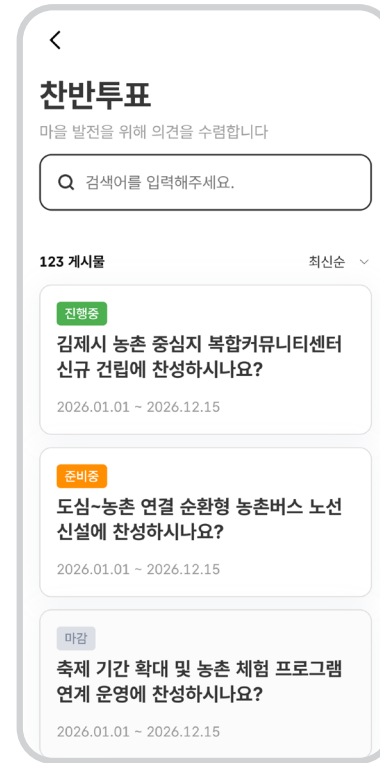 찬반투표
마을 발전을 위해 의견을 수렴합니다
검색어를 입력해주세요.
123 게시물 최신순
진행중
김제시 농촌 중심지 복합커뮤니티센터
신규 건립에 찬성하시나요?
2026.01.01 ~ 2026.12.15
준비중
도심~농촌 연결 순환형 농촌버스 노선
신설에 찬성하시나요?
2026.01.01 ~ 2026.12.15
마감
축제 기간 확대 및 농촌 체험 프로그램
연계 운영에 찬성하시나요?
2026.01.01 ~ 2026.12.15